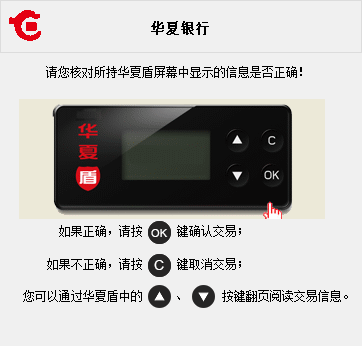 华夏银行
请您核对所持华夏盾屏幕中显示的信息是否正确！
华夏盾
C
OK
如果正确，请按 OK 键确认交易；
如果不正确，请按 C 键取消交易；
您可以通过华夏盾中的 ▲ 、 ▼ 按键翻页阅读交易信息。